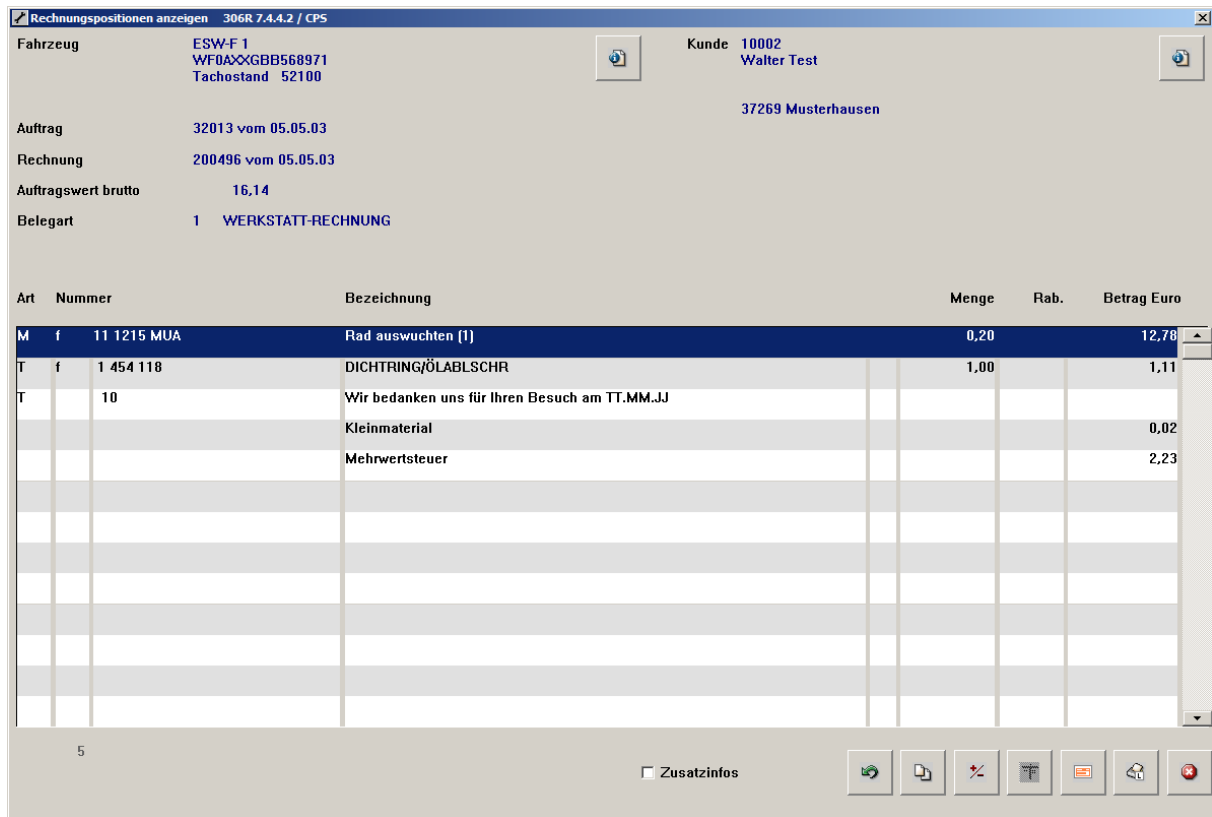 Rechnungspositionen anzeigen 306R 7.4.4.2 / CPS
Fahrzeug ESW-F 1 Kunde 10002
WF0AXXGBB568971 Walter Test
Tachostand 52100
37269 Musterhausen
Auftrag 32013 vom 05.05.03
Rechnung 200496 vom 05.05.03
Auftragswert brutto 16,14
Belegart 1 WERKSTATT-RECHNUNG
Art Nummer Bezeichnung Menge Rab. Betrag Euro
M f 11 1215 MUA Rad auswuchten (1) 0,20 12,78
T f 1 454 118 DICHTRING/ÖLABLSCHR 1,00 1,11
T 10 Wir bedanken uns für Ihren Besuch am TT.MM.JJ
Kleinmaterial 0,02
Mehrwertsteuer 2,23
5
Zusatzinfos